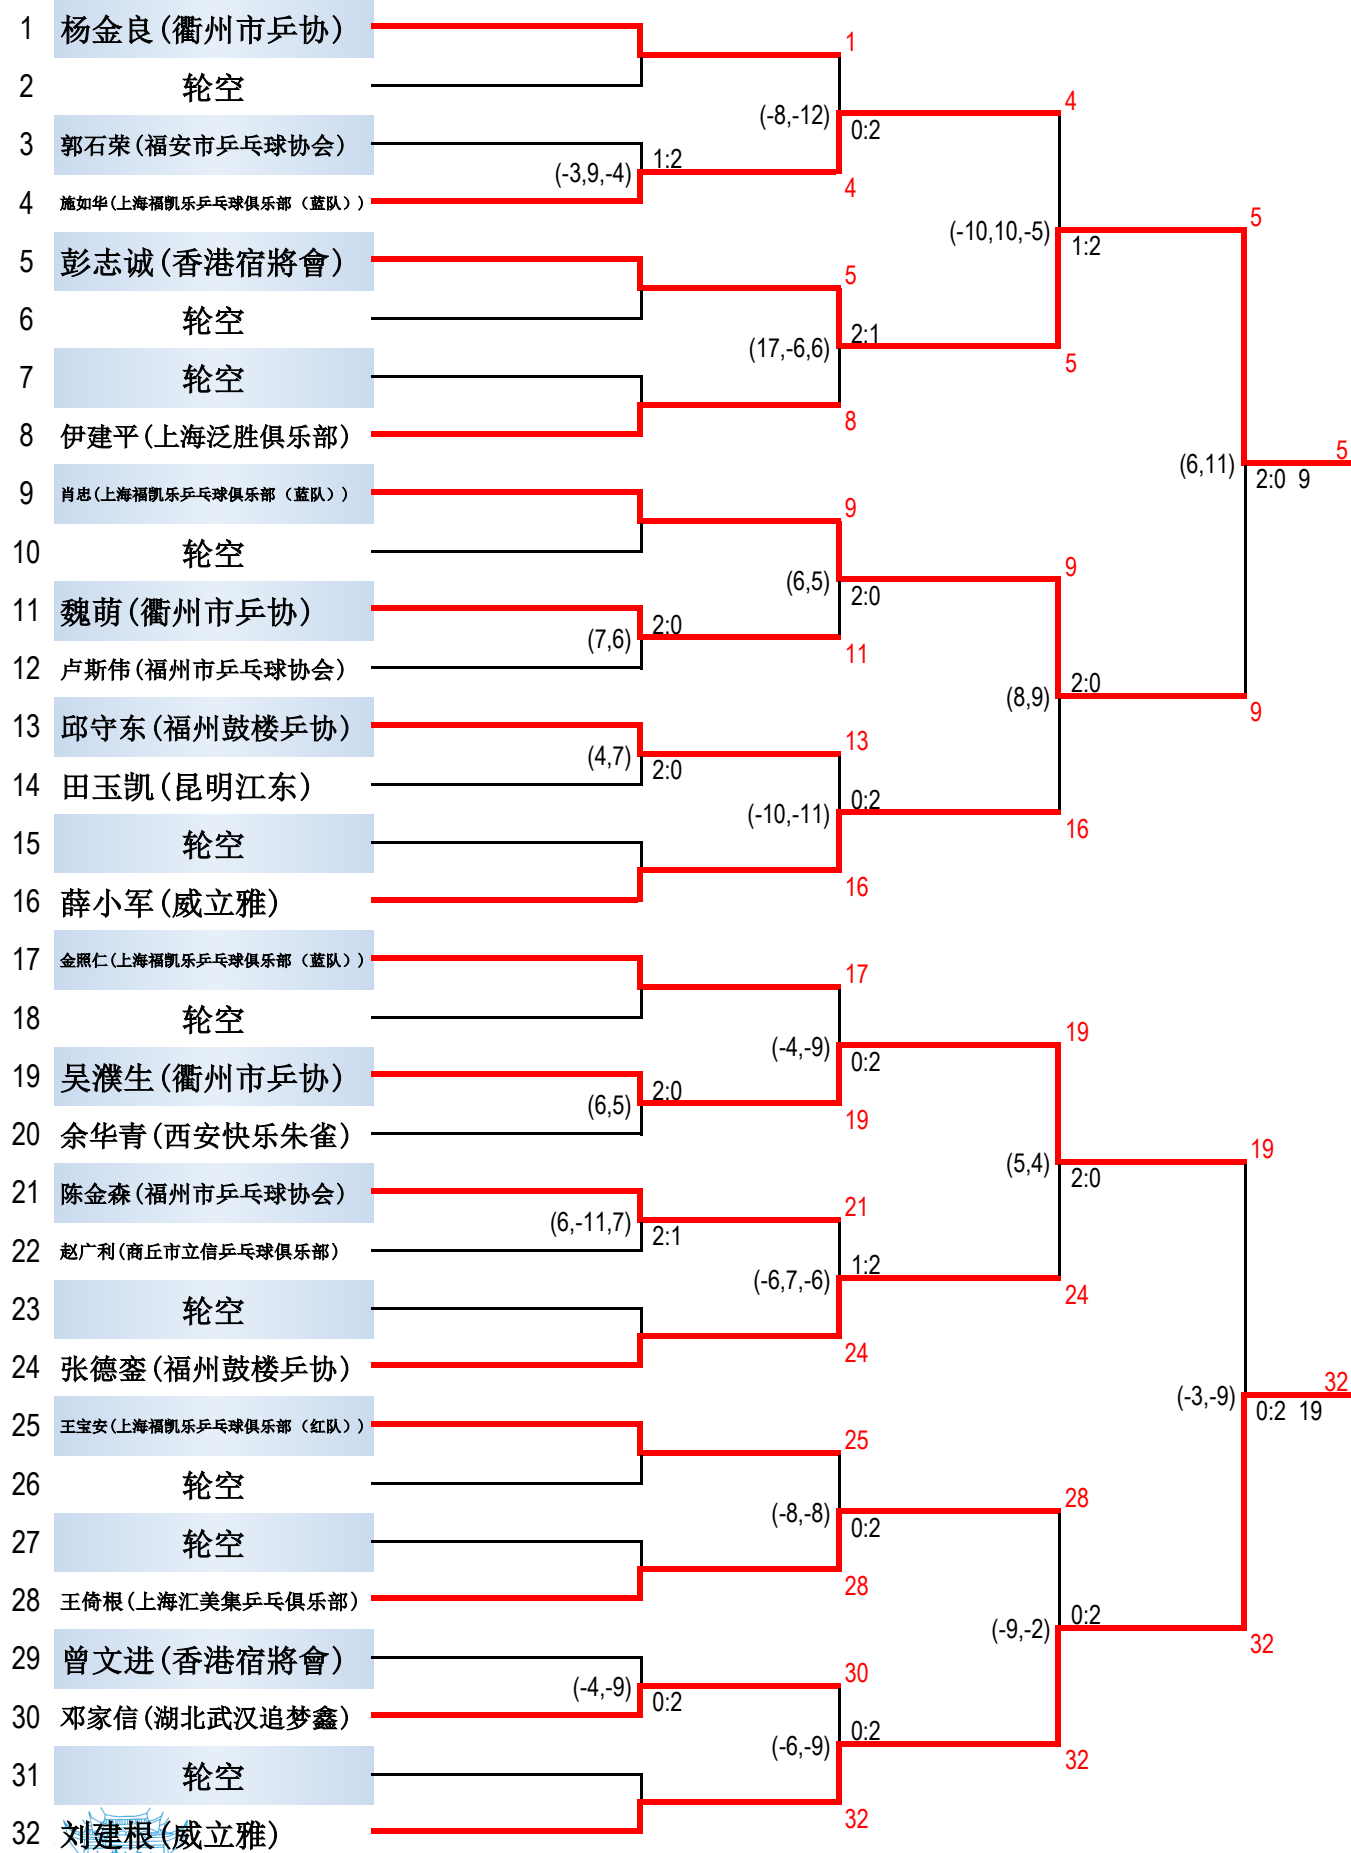 1 杨金良(衢州市乒协)
1
2 轮空
(-8,-12) 0:2 4
3 郭石荣(福安市乒乓球协会)
(-3,9,-4) 1:2
4 施如华(上海福凯乐乒乓球俱乐部（蓝队）)
4
(-10,10,-5) 1:2 5
5 彭志诚(香港宿將會)
5
6 轮空
(17,-6,6) 2:1 5
7 轮空
8 伊建平(上海泛胜俱乐部)
8
(6,11) 2:0 9 5
9 肖忠(上海福凯乐乒乓球俱乐部（蓝队）)
9
10 轮空
(6,5) 2:0 9
11 魏萌(衢州市乒协)
(7,6) 2:0 11
12 卢斯伟(福州市乒乓球协会)
(8,9) 2:0 9
13 邱守东(福州鼓楼乒协)
13
(4,7) 2:0
14 田玉凯(昆明江东)
(-10,-11) 0:2 16
15 轮空
16 薛小军(威立雅)
16
17 金照仁(上海福凯乐乒乓球俱乐部（蓝队）)
17
18 轮空
(-4,-9) 0:2 19
19 吴濮生(衢州市乒协)
(6,5) 2:0 19
20 余华青(西安快乐朱雀)
(5,4) 2:0 19
21 陈金森(福州市乒乓球协会)
21
(6,-11,7) 2:1
22 赵广利(商丘市立信乒乓球俱乐部)
(-6,7,-6) 1:2 24
23 轮空
24 张德銮(福州鼓楼乒协)
24
(-3,-9) 0:2 19 32
25 王宝安(上海福凯乐乒乓球俱乐部（红队）)
25
26 轮空
(-8,-8) 0:2 28
27 轮空
28 王倚根(上海汇美集乒乓俱乐部)
28
(-9,-2) 0:2 32
29 曾文进(香港宿將會)
30
(-4,-9) 0:2
30 邓家信(湖北武汉追梦鑫)
(-6,-9) 0:2 32
31 轮空
32 刘建根(威立雅)
32